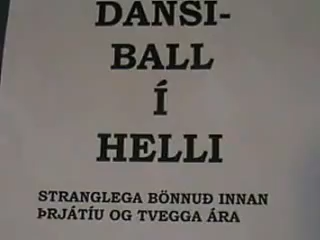 DANSI-
BALL
Í
HELLI
STRANGLEGA BÖNNUÐ INNAN
ÞRJÁTÍU OG TVEGGA ÁRA